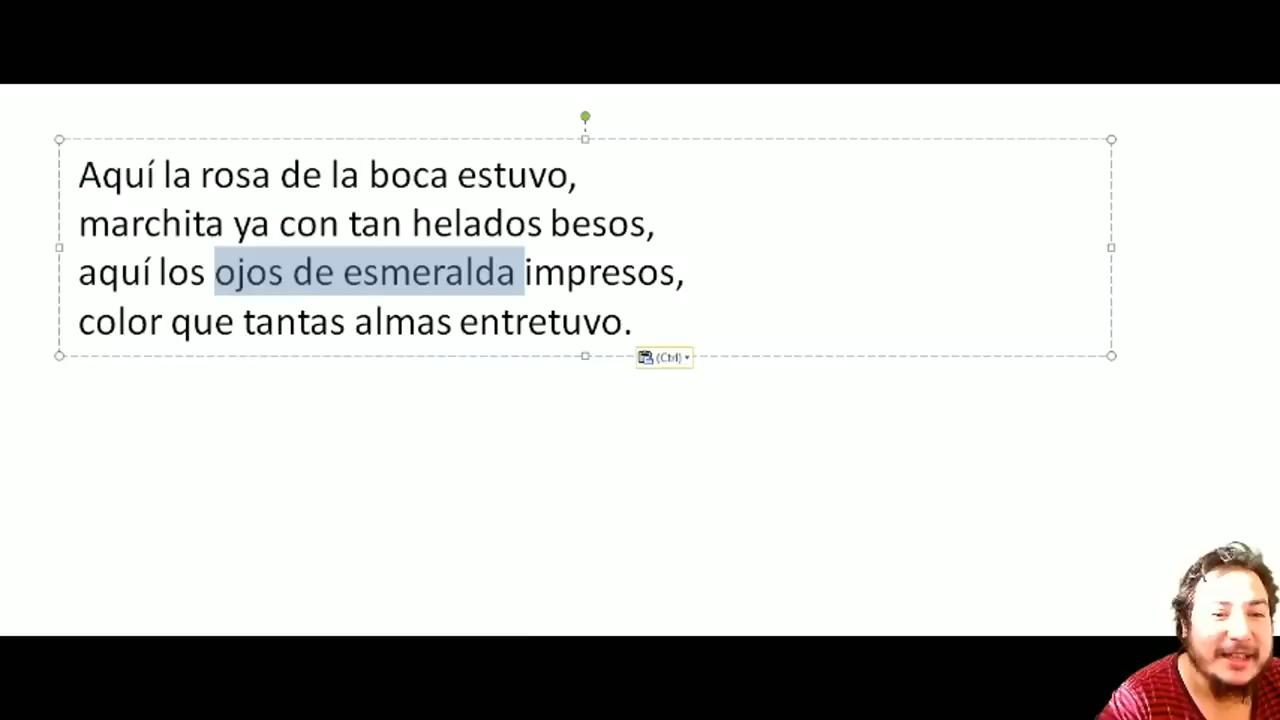 Aquí la rosa de la boca estuvo,
marchita ya con tan helados besos,
aquí los ojos de esmeralda impresos,
color que tantas almas entretuvo.
(Ctrl)